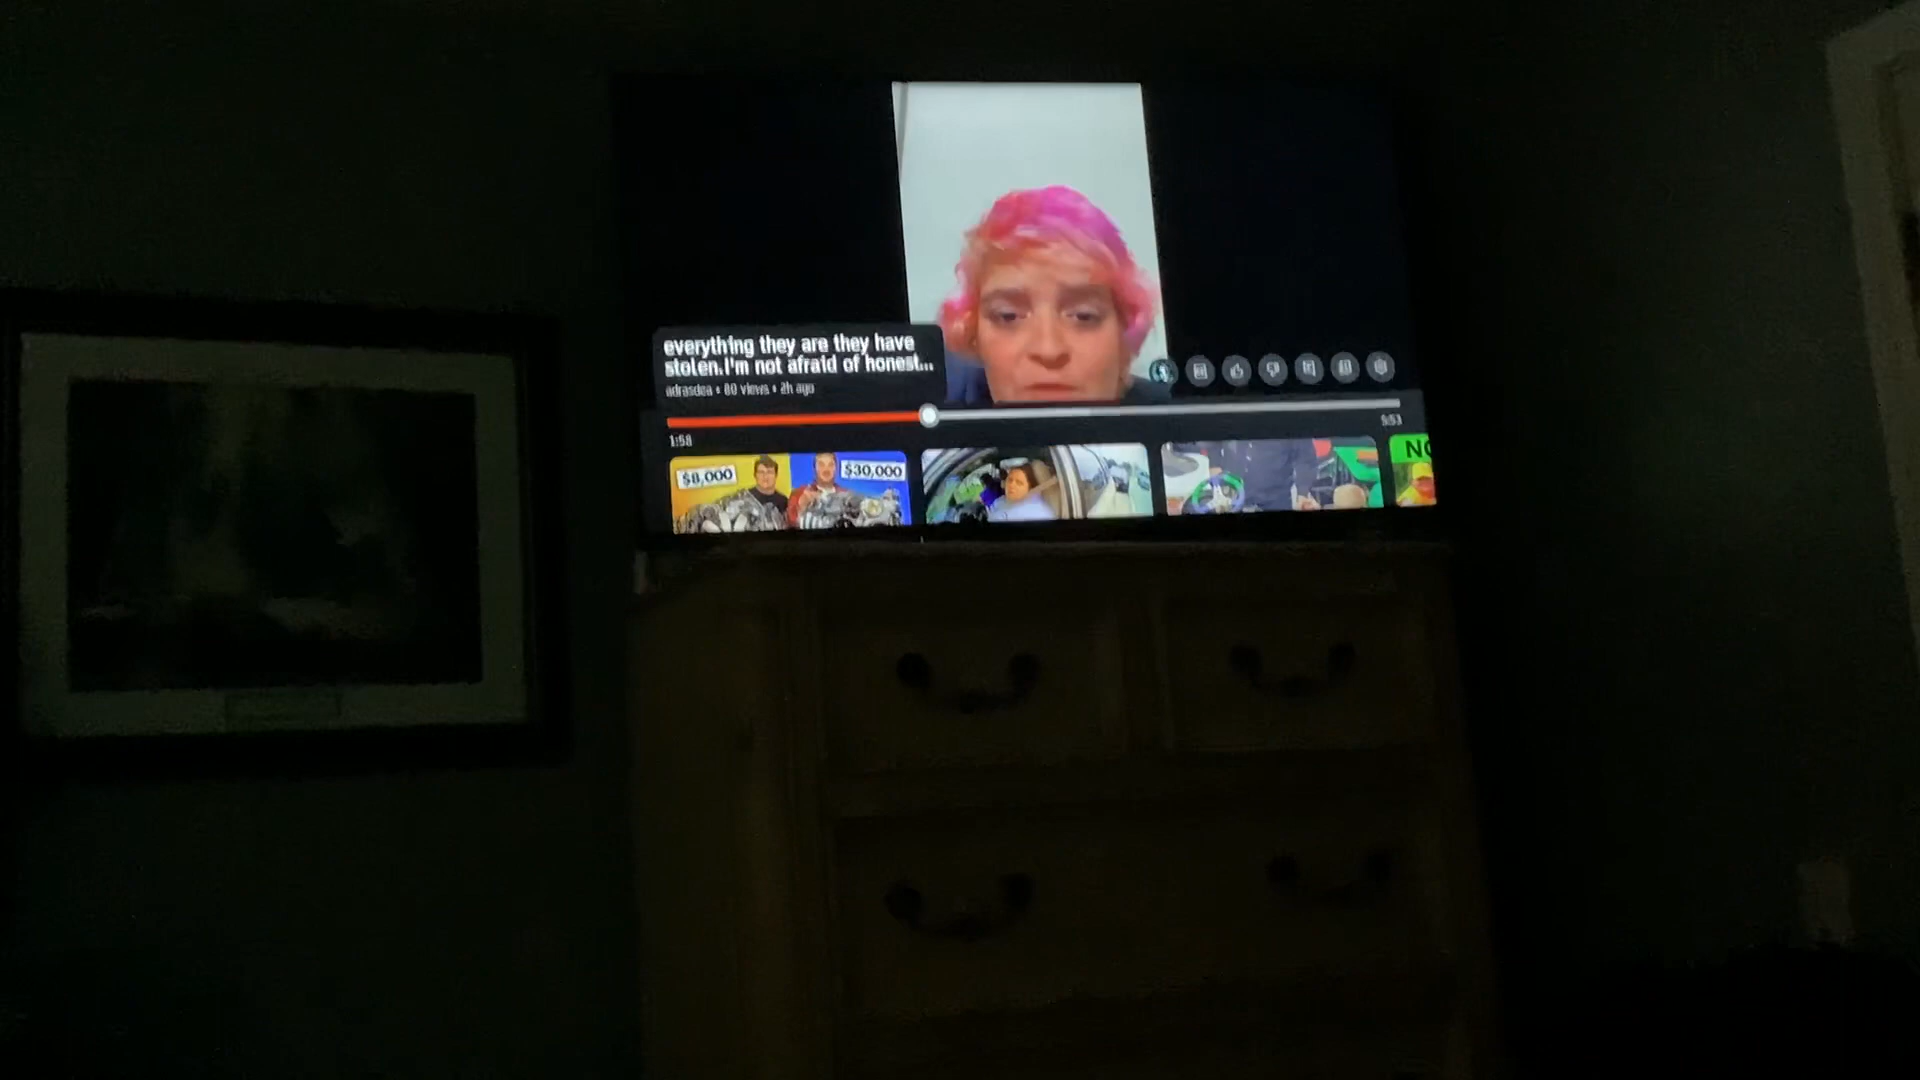 everything they are they have
stolen.I'm not afraid of honest...
adrasdea • 80 views • 2h ago
1:58
5:53
$8,000
$30,000
NO